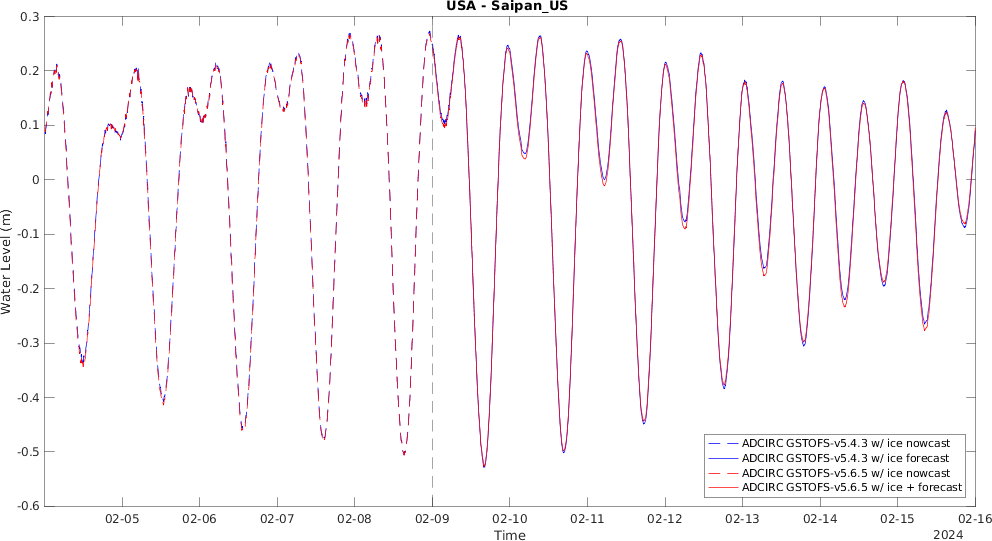 USA - Saipan_US
0.3
0.2
0.1
0
-0.1
-0.2
-0.3
-0.4
-0.5
-0.6
Water Level (m)
02-05 02-06 02-07 02-08 02-09 02-10 02-11 02-12 02-13 02-14 02-15 02-16
Time
2024
ADCIRC GSTOFS-v5.4.3 w/ ice nowcast
ADCIRC GSTOFS-v5.4.3 w/ ice forecast
ADCIRC GSTOFS-v5.6.5 w/ ice nowcast
ADCIRC GSTOFS-v5.6.5 w/ ice + forecast